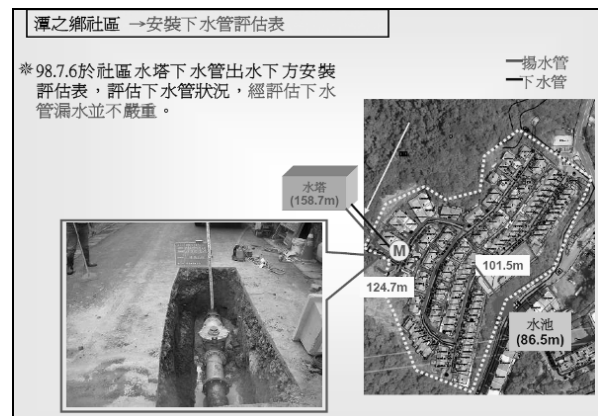 潭之鄉社區 →安裝下水管評估表
※98.7.6於社區水塔下水管出水下方安裝
評估表，評估下水管狀況，經評估下水
管漏水並不嚴重。
揚水管
下水管
水塔
(158.7m)
M
101.5m
124.7m
水池
(86.5m)